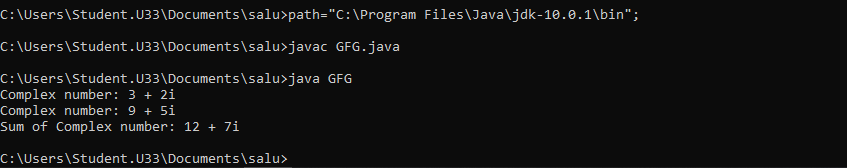 C:\Users\Student.U33\Documents\salu>path="C:\Program Files\Java\jdk-10.0.1\bin";
C:\Users\Student.U33\Documents\salu>javac GFG.java
C:\Users\Student.U33\Documents\salu>java GFG
Complex number: 3 + 2i
Complex number: 9 + 5i
Sum of Complex number: 12 + 7i
C:\Users\Student.U33\Documents\salu>